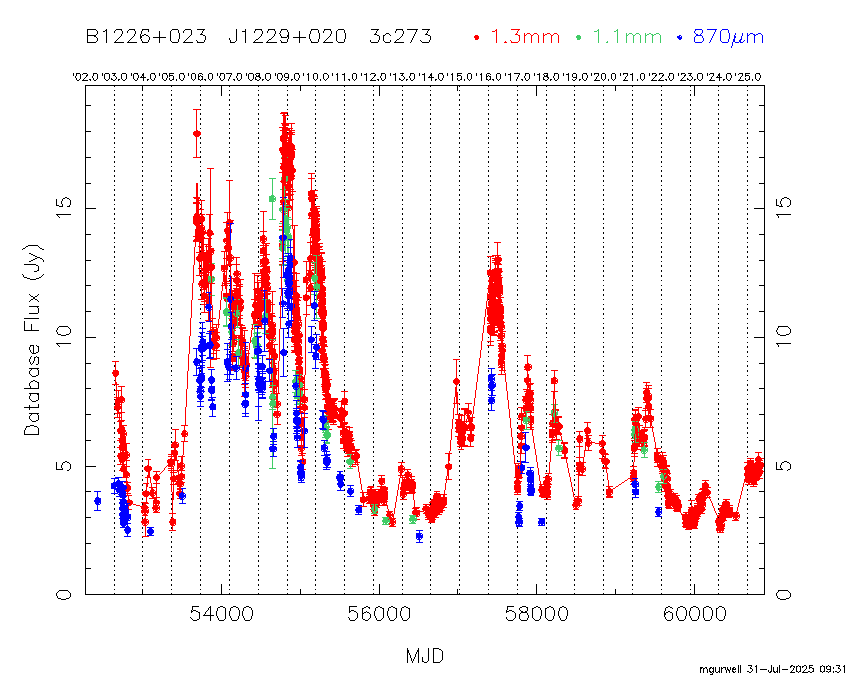 B1226+023 J1229+020 3c273 1.3mm 1.1mm 870μm
'02.0 '03.0 '04.0 '05.0 '06.0 '07.0 '08.0 '09.0 '10.0 '11.0 '12.0 '13.0 '14.0 '15.0 '16.0 '17.0 '18.0 '19.0 '20.0 '21.0 '22.0 '23.0 '24.0 '25.0
15 15
10 10
Database Flux (Jy)
5 5
0 0
54000 56000 58000 60000
MJD
mgurwell 31-Jul-2025 09:31